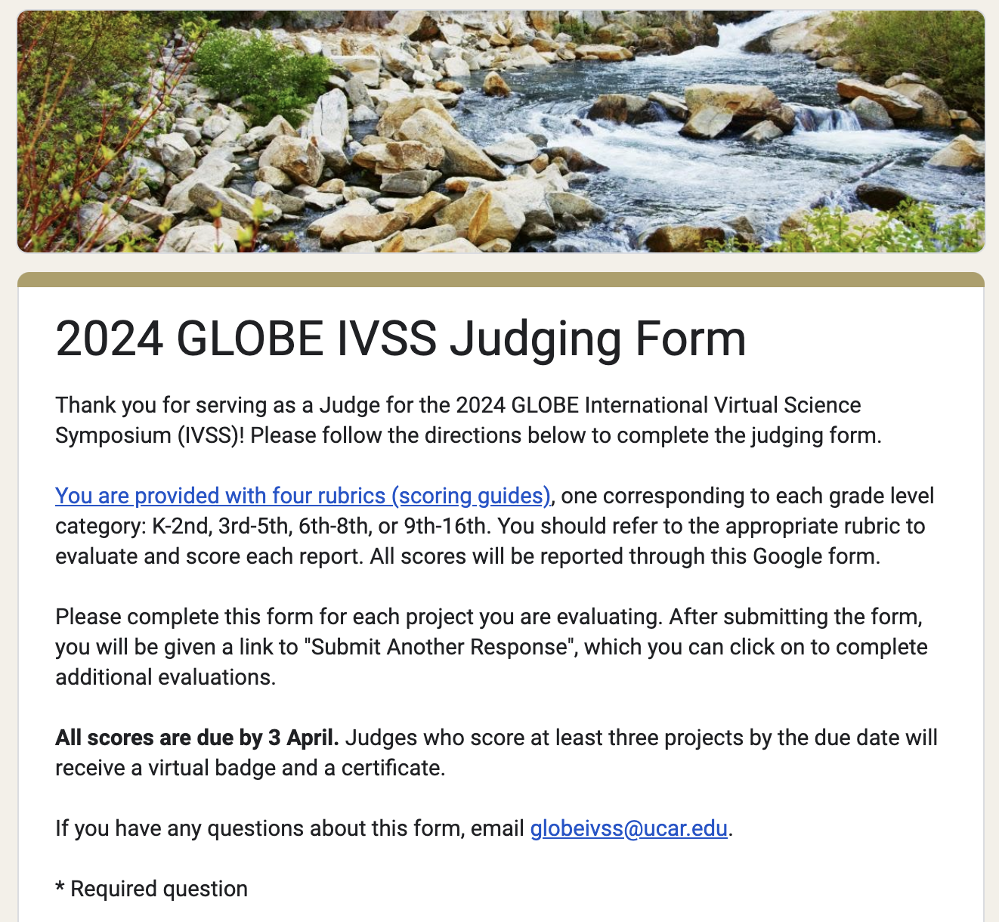 2024 GLOBE IVSS Judging Form
Thank you for serving as a Judge for the 2024 GLOBE International Virtual Science
Symposium (IVSS)! Please follow the directions below to complete the judging form.
You are provided with four rubrics (scoring guides), one corresponding to each grade level
category: K-2nd, 3rd-5th, 6th-8th, or 9th-16th. You should refer to the appropriate rubric to
evaluate and score each report. All scores will be reported through this Google form.
Please complete this form for each project you are evaluating. After submitting the form,
you will be given a link to "Submit Another Response", which you can click on to complete
additional evaluations.
All scores are due by 3 April. Judges who score at least three projects by the due date will
receive a virtual badge and a certificate.
If you have any questions about this form, email globeivss@ucar.edu.
* Required question